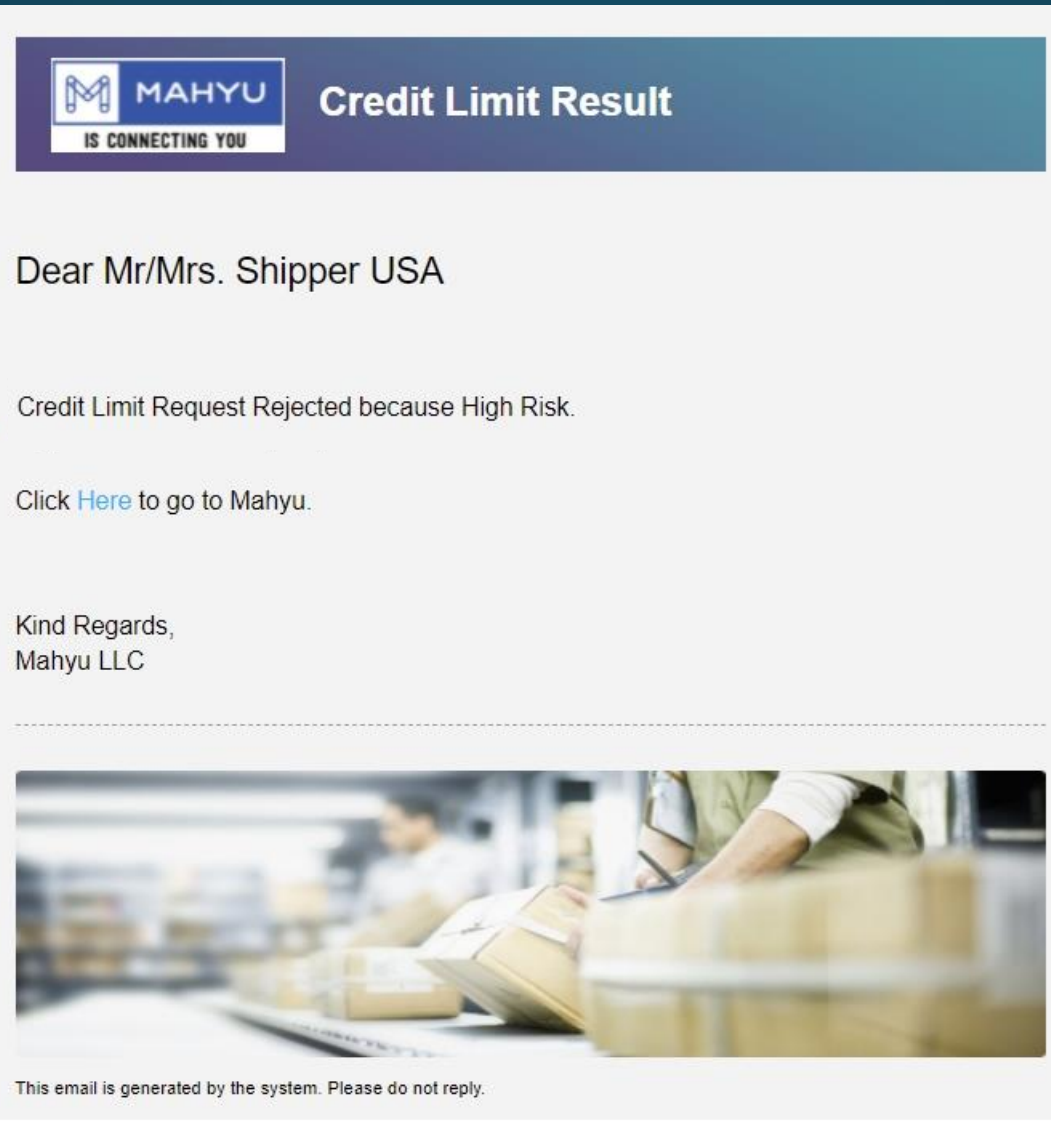 MAHYU
IS CONNECTING YOU
Credit Limit Result
Dear Mr/Mrs. Shipper USA
Credit Limit Request Rejected because High Risk.
Click Here to go to Mahyu.
Kind Regards,
Mahyu LLC
This email is generated by the system. Please do not reply.